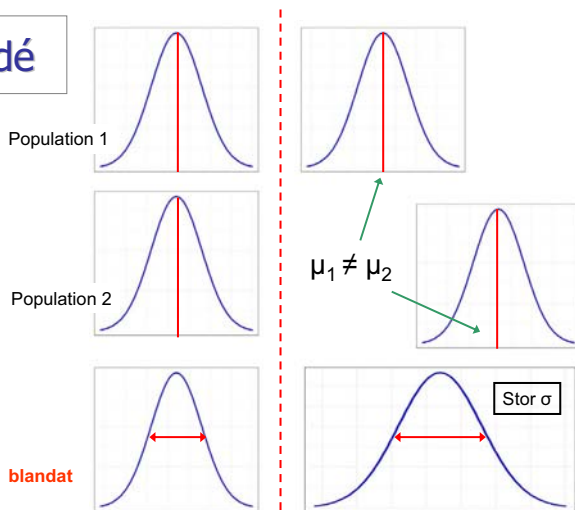 dé
Population 1
μ₁ ≠ μ₂
Population 2
Stor σ
blandat